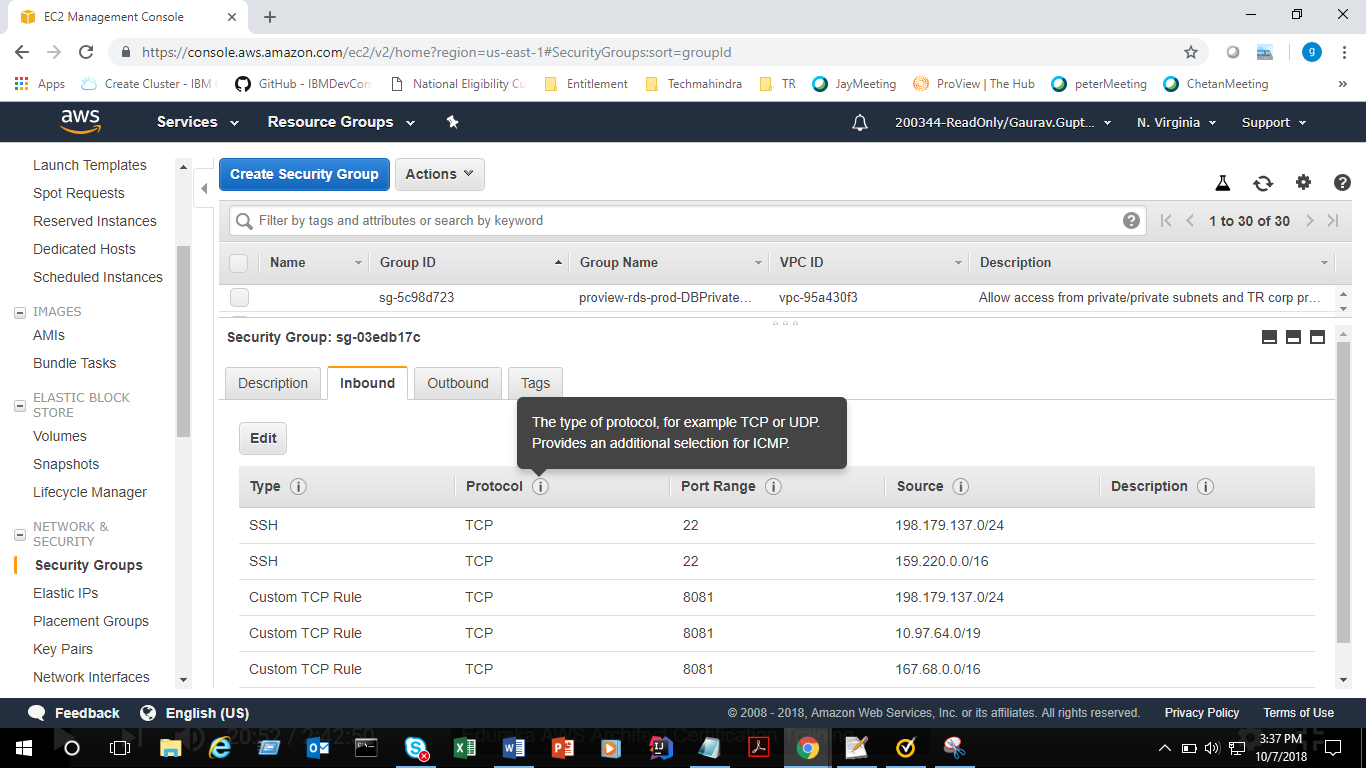 EC2 Management Console
https://console.aws.amazon.com/ec2/v2/home?region=us-east-1#SecurityGroups:sort=groupId
g
Apps Create Cluster - IBM GitHub - IBMDevCon National Eligibility Cu Entitlement Techmahindra TR JayMeeting ProView | The Hub peterMeeting ChetanMeeting »
aws Services Resource Groups 200344-ReadOnly/Gaurav.Gupt... N. Virginia Support
Launch Templates
Spot Requests
Reserved Instances
Dedicated Hosts
Scheduled Instances
IMAGES
AMIs
Bundle Tasks
ELASTIC BLOCK
STORE
Volumes
Snapshots
Lifecycle Manager
NETWORK &
SECURITY
Security Groups
Elastic IPs
Placement Groups
Key Pairs
Network Interfaces
Create Security Group Actions
Filter by tags and attributes or search by keyword 1 to 30 of 30
Name Group ID Group Name VPC ID Description
sg-5c98d723 proview-rds-prod-DBPrivate... vpc-95a430f3 Allow access from private/private subnets and TR corp pr...
Security Group: sg-03edb17c
Description Inbound Outbound Tags
The type of protocol, for example TCP or UDP.
Provides an additional selection for ICMP.
Edit
Type Protocol Port Range Source Description
SSH TCP 22 198.179.137.0/24
SSH TCP 22 159.220.0.0/16
Custom TCP Rule TCP 8081 198.179.137.0/24
Custom TCP Rule TCP 8081 10.97.64.0/19
Custom TCP Rule TCP 8081 167.68.0.0/16
Feedback English (US) © 2008 - 2018, Amazon Web Services, Inc. or its affiliates. All rights reserved. Privacy Policy Terms of Use
3:37 PM
10/7/2018